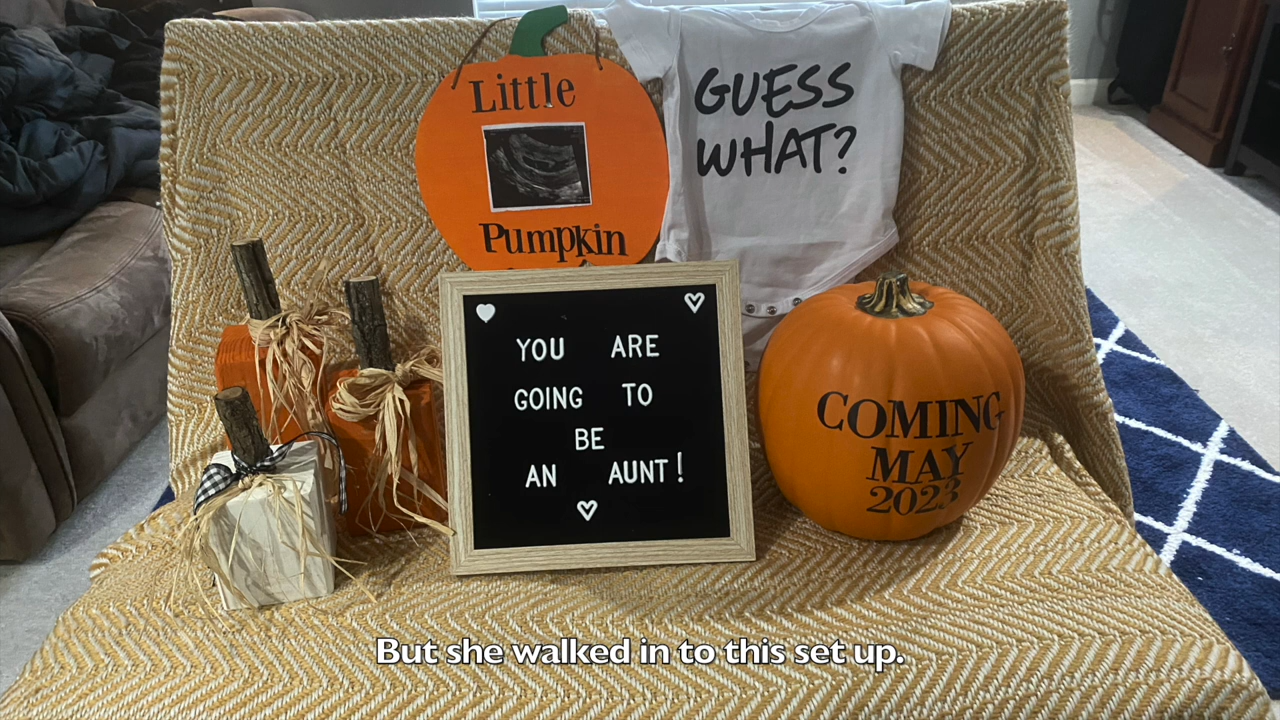 Little
Pumpkin
GUESS
WHAT?
YOU ARE
GOING TO
BE
AN AUNT!
COMING
MAY
2023
But she walked in to this set up.